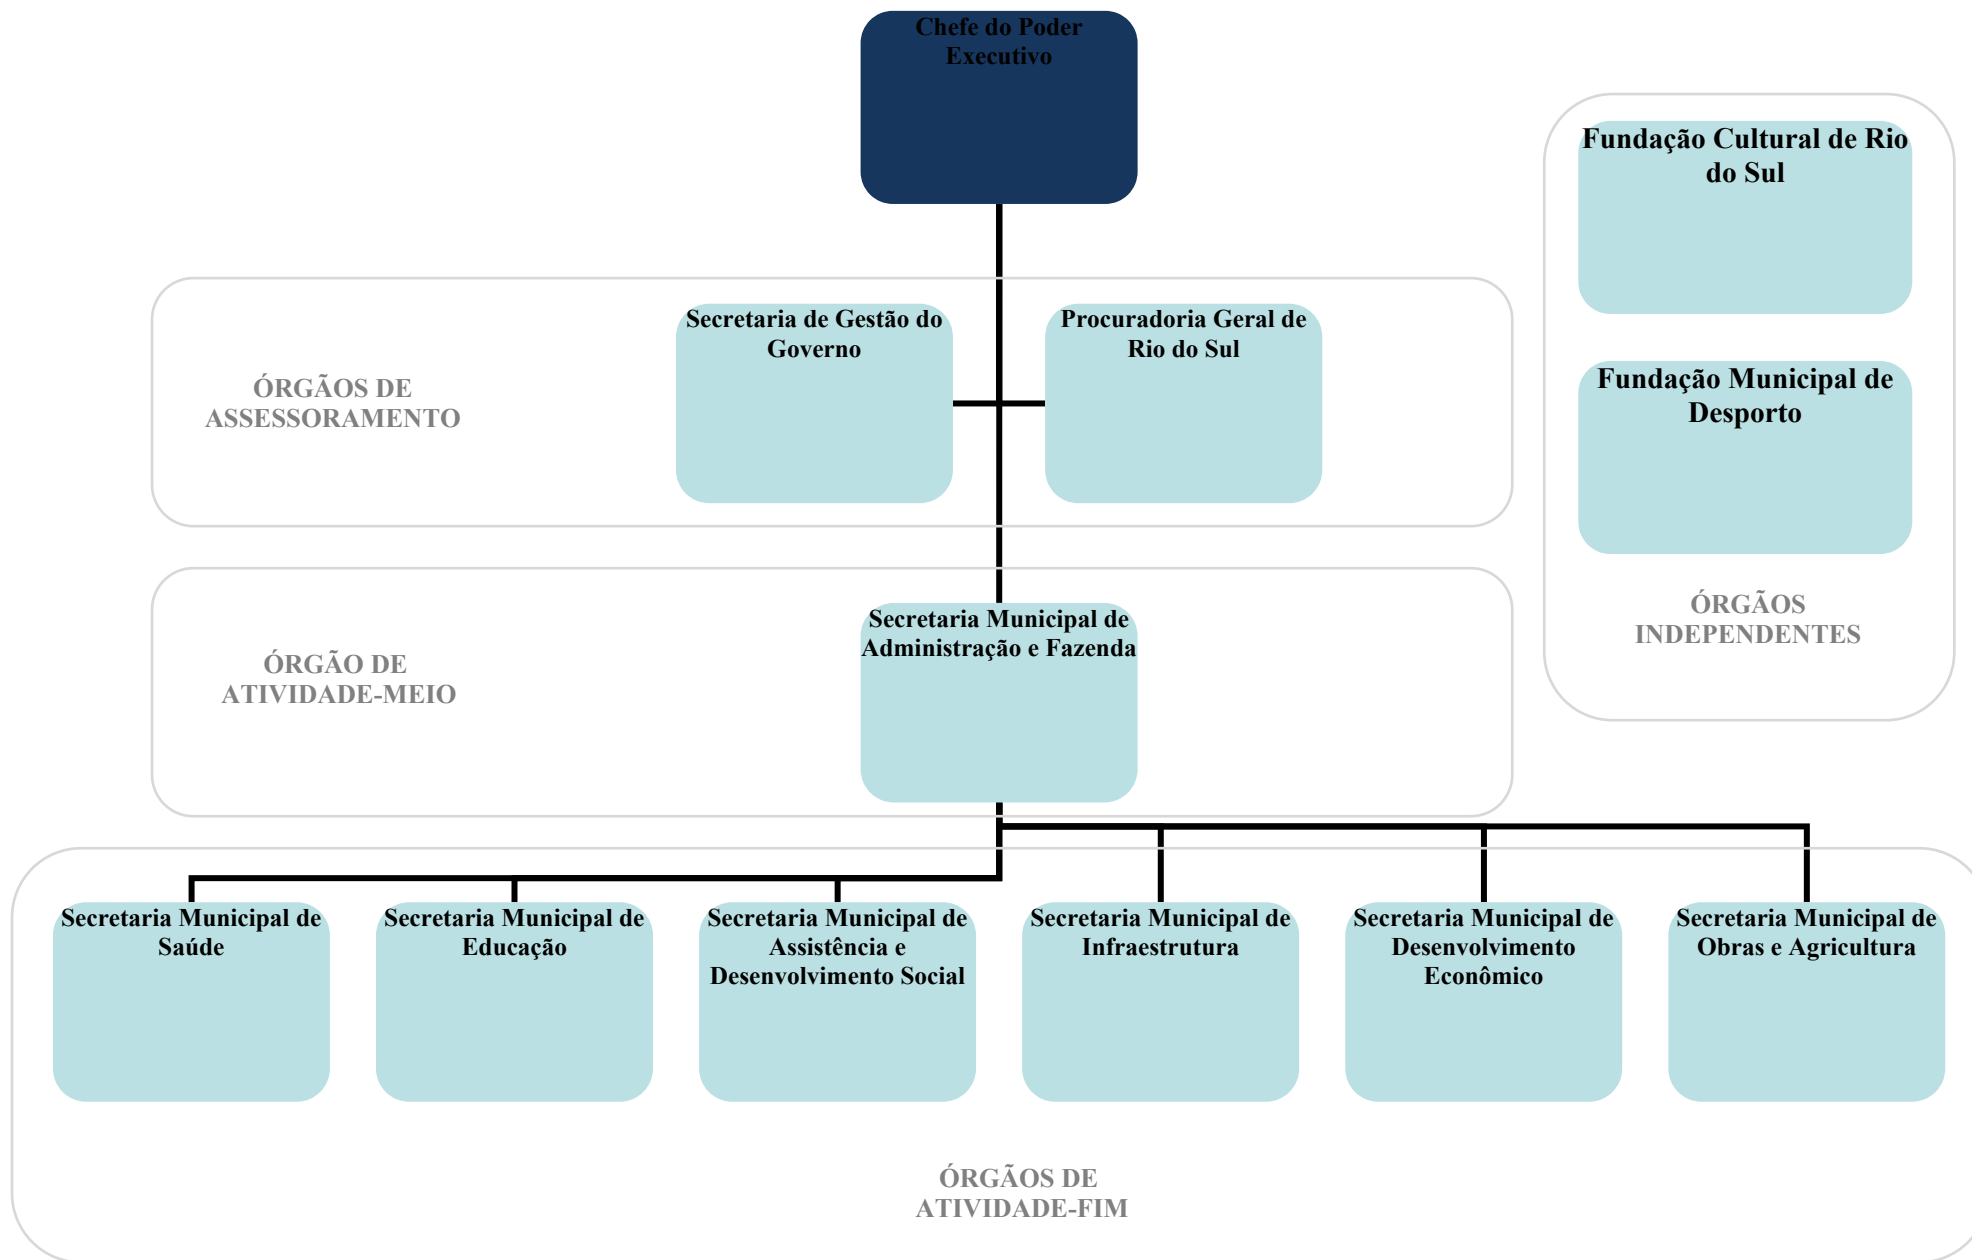 Chefe do Poder
Executivo
Fundação Cultural de Rio
do Sul
Secretaria de Gestão do
Governo
Procuradoria Geral de
Rio do Sul
ÓRGÃOS DE
ASSESSORAMENTO
Fundação Municipal de
Desporto
ÓRGÃOS
INDEPENDENTES
Secretaria Municipal de
Administração e Fazenda
ÓRGÃO DE
ATIVIDADE-MEIO
Secretaria Municipal de
Saúde
Secretaria Municipal de
Educação
Secretaria Municipal de
Assistência e
Desenvolvimento Social
Secretaria Municipal de
Infraestrutura
Secretaria Municipal de
Desenvolvimento
Econômico
Secretaria Municipal de
Obras e Agricultura
ÓRGÃOS DE
ATIVIDADE-FIM